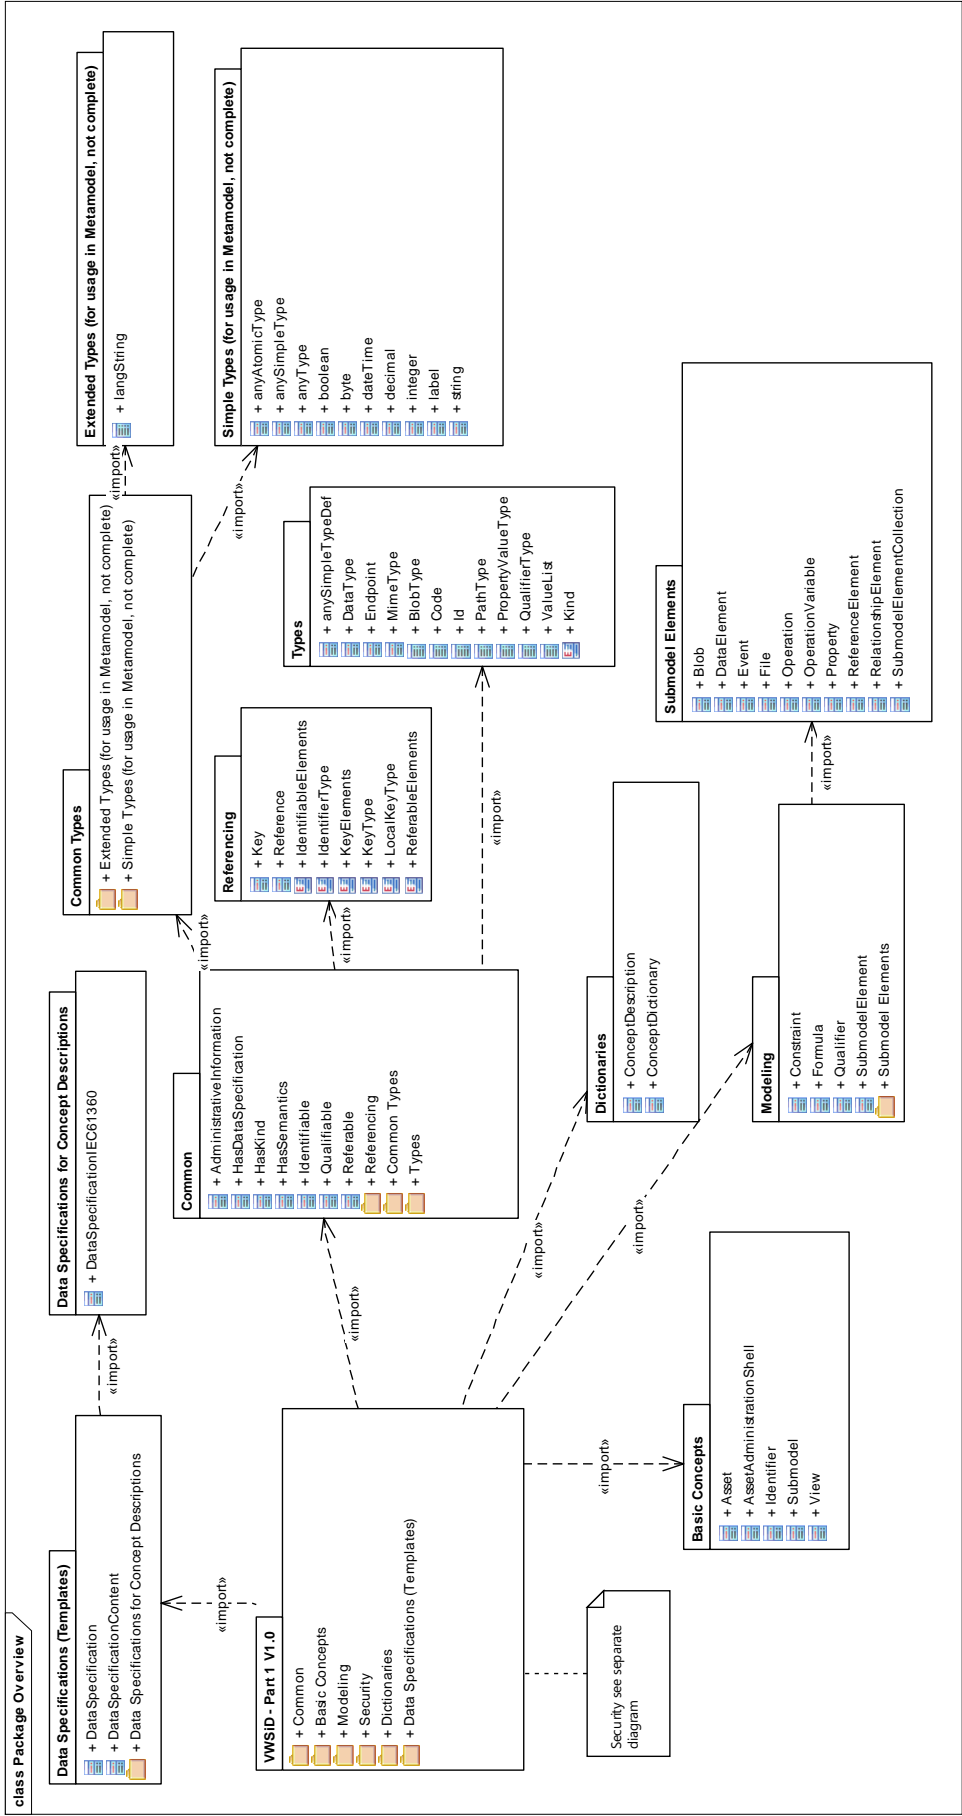 class Package Overview
Data Specifications (Templates)
+ DataSpecification
+ DataSpecificationContent
+ Data Specifications for Concept Descriptions
«import»
Data Specifications for Concept Descriptions
+ DataSpecificationIEC61360
«import»
VWSiD - Part 1 V1.0
+ Common
+ Basic Concepts
+ Modeling
+ Security
+ Dictionaries
+ Data Specifications (Templates)
Security see separate
diagram
«import»
Common
+ AdministrativeInformation
+ HasDataSpecification
+ HasKind
+ HasSemantics
+ Identifiable
+ Qualifiable
+ Referable
+ Referencing
+ Common Types
+ Types
«import»
Common Types
+ Extended Types (for usage in Metamodel, not complete)
+ Simple Types (for usage in Metamodel, not complete)
«import»
Extended Types (for usage in Metamodel, not complete)
+ langString
«import»
Simple Types (for usage in Metamodel, not complete)
+ anyAtomicType
+ anySimpleType
+ anyType
+ boolean
+ byte
+ dateTime
+ decimal
+ integer
+ label
+ string
«import»
Referencing
+ Key
+ Reference
+ IdentifiableElements
+ IdentifierType
+ KeyElements
+ KeyType
+ LocalKeyType
+ ReferableElements
«import»
Types
+ anySimpleTypeDef
+ DataType
+ Endpoint
+ MimeType
+ BlobType
+ Code
+ Id
+ PathType
+ PropertyValueType
+ QualifierType
+ ValueList
+ Kind
«import»
Dictionaries
+ ConceptDescription
+ ConceptDictionary
«import»
Modeling
+ Constraint
+ Formula
+ Qualifier
+ SubmodelElement
+ Submodel Elements
«import»
Submodel Elements
+ Blob
+ DataElement
+ Event
+ File
+ Operation
+ OperationVariable
+ Property
+ ReferenceElement
+ RelationshipElement
+ SubmodelElementCollection
«import»
Basic Concepts
+ Asset
+ AssetAdministrationShell
+ Identifier
+ Submodel
+ View